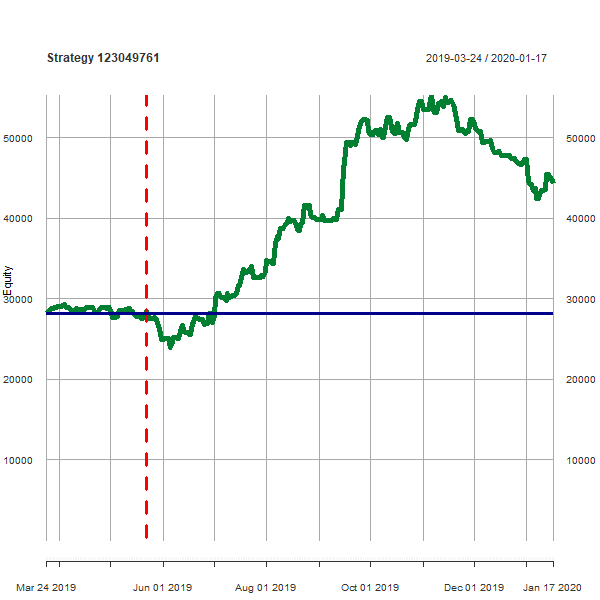 Strategy 123049761
2019-03-24 / 2020-01-17
50000 50000
40000 40000
Equity
30000 30000
20000 20000
10000 10000
Mar 24 2019 Jun 01 2019 Aug 01 2019 Oct 01 2019 Dec 01 2019 Jan 17 2020